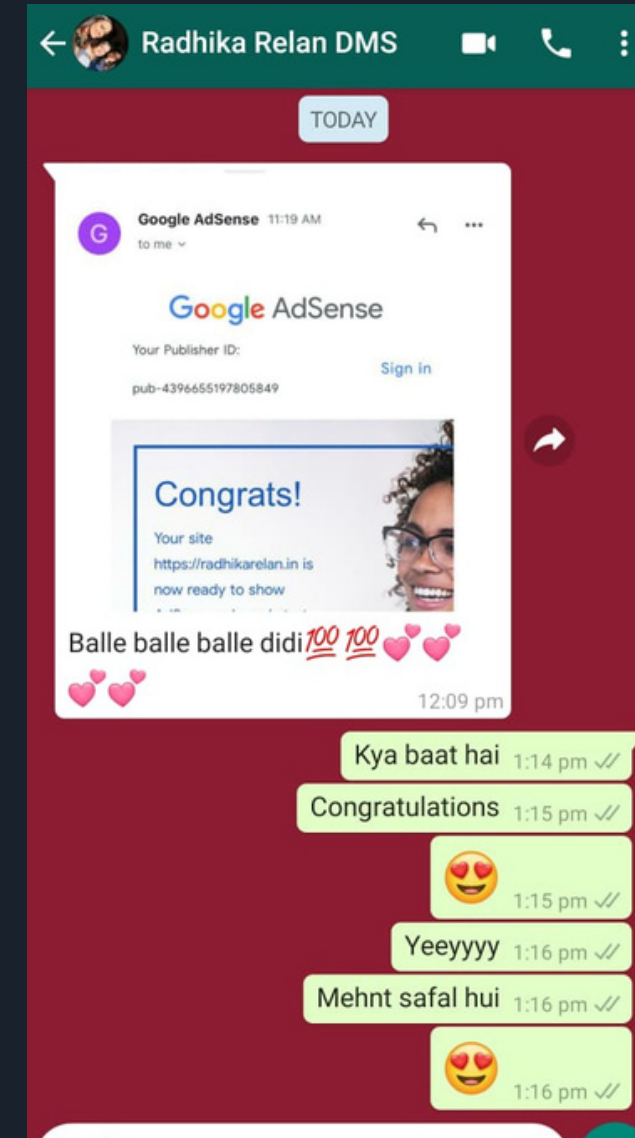 Radhika Relan DMS
TODAY
G
Google AdSense 11:19 AM
to me
Google AdSense
Your Publisher ID:
Sign in
pub-4396655197805849
Congrats!
Your site
https://radhikarelan.in is
now ready to show
Balle balle balle didi💯💯💕💕
💕💕
12:09 pm
Kya baat hai 1:14 pm
Congratulations 1:15 pm
😍
1:15 pm
Yeeyyyy 1:16 pm
Mehnt safal hui 1:16 pm
😍
1:16 pm